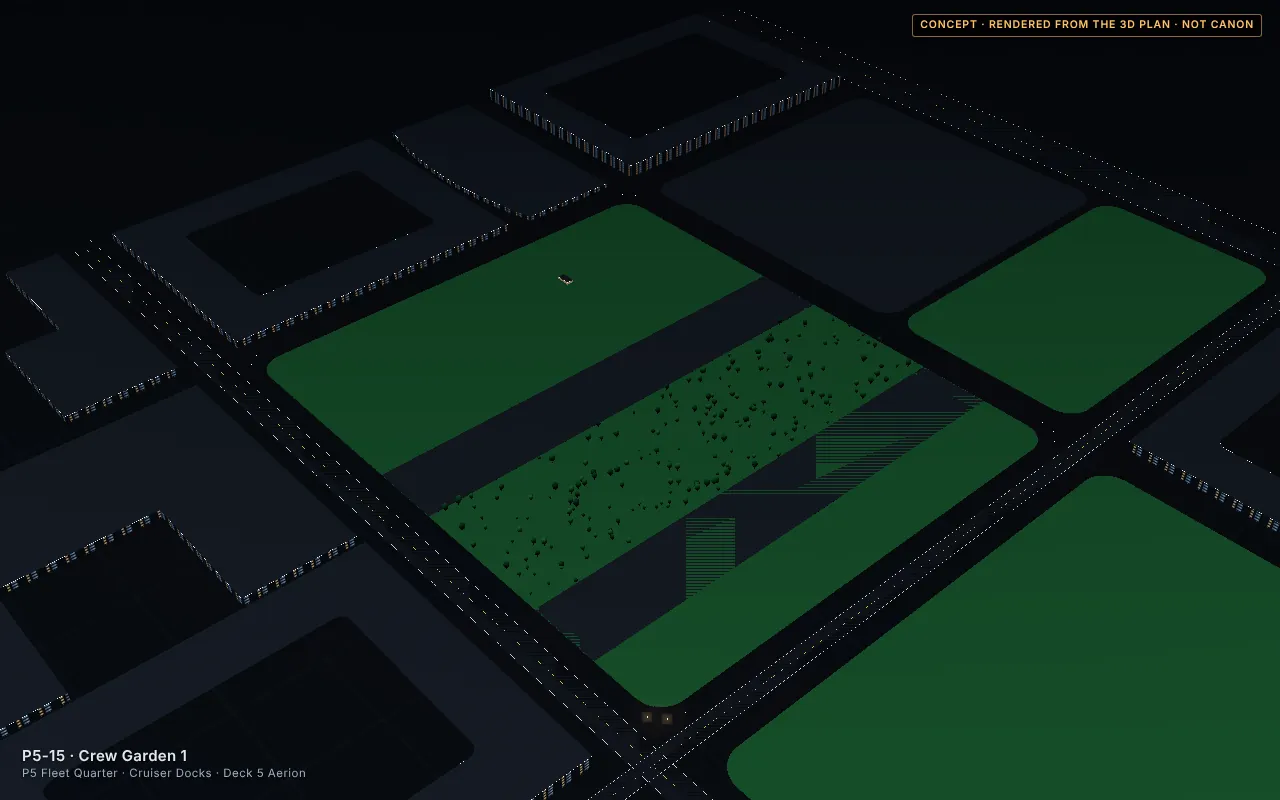 CONCEPT · RENDERED FROM THE 3D PLAN · NOT CANON
P5-15 · Crew Garden 1
P5 Fleet Quarter · Cruiser Docks · Deck 5 Aerion